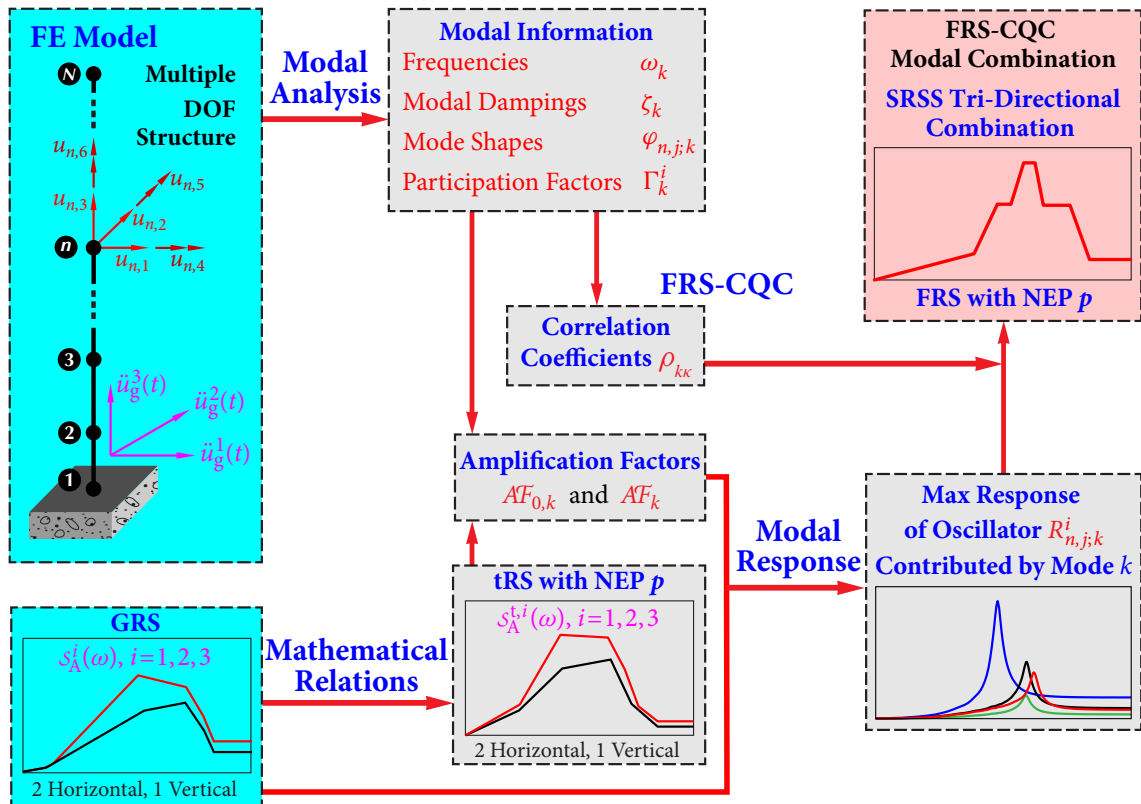 FE Model
N
Multiple
DOF
Structure
u_{n,6}
u_{n,5}
u_{n,3}
u_{n,2}
n
u_{n,1} u_{n,4}
3
ü_g^3(t)
ü_g^2(t)
2
ü_g^1(t)
1
Modal
Analysis
Modal Information
Frequencies ω_k
Modal Dampings ζ_k
Mode Shapes φ_{n,j;k}
Participation Factors Γ_k^i
FRS-CQC
Correlation
Coefficients ρ_{kκ}
FRS-CQC
Modal Combination
SRSS Tri-Directional
Combination
FRS with NEP p
Amplification Factors
AF_{0,k} and AF_k
Modal
Response
Max Response
of Oscillator R_{n,j;k}^i
Contributed by Mode k
GRS
S_A^i(ω), i=1, 2, 3
2 Horizontal, 1 Vertical
Mathematical
Relations
tRS with NEP p
S_A^{t,i}(ω), i=1, 2, 3
2 Horizontal, 1 Vertical